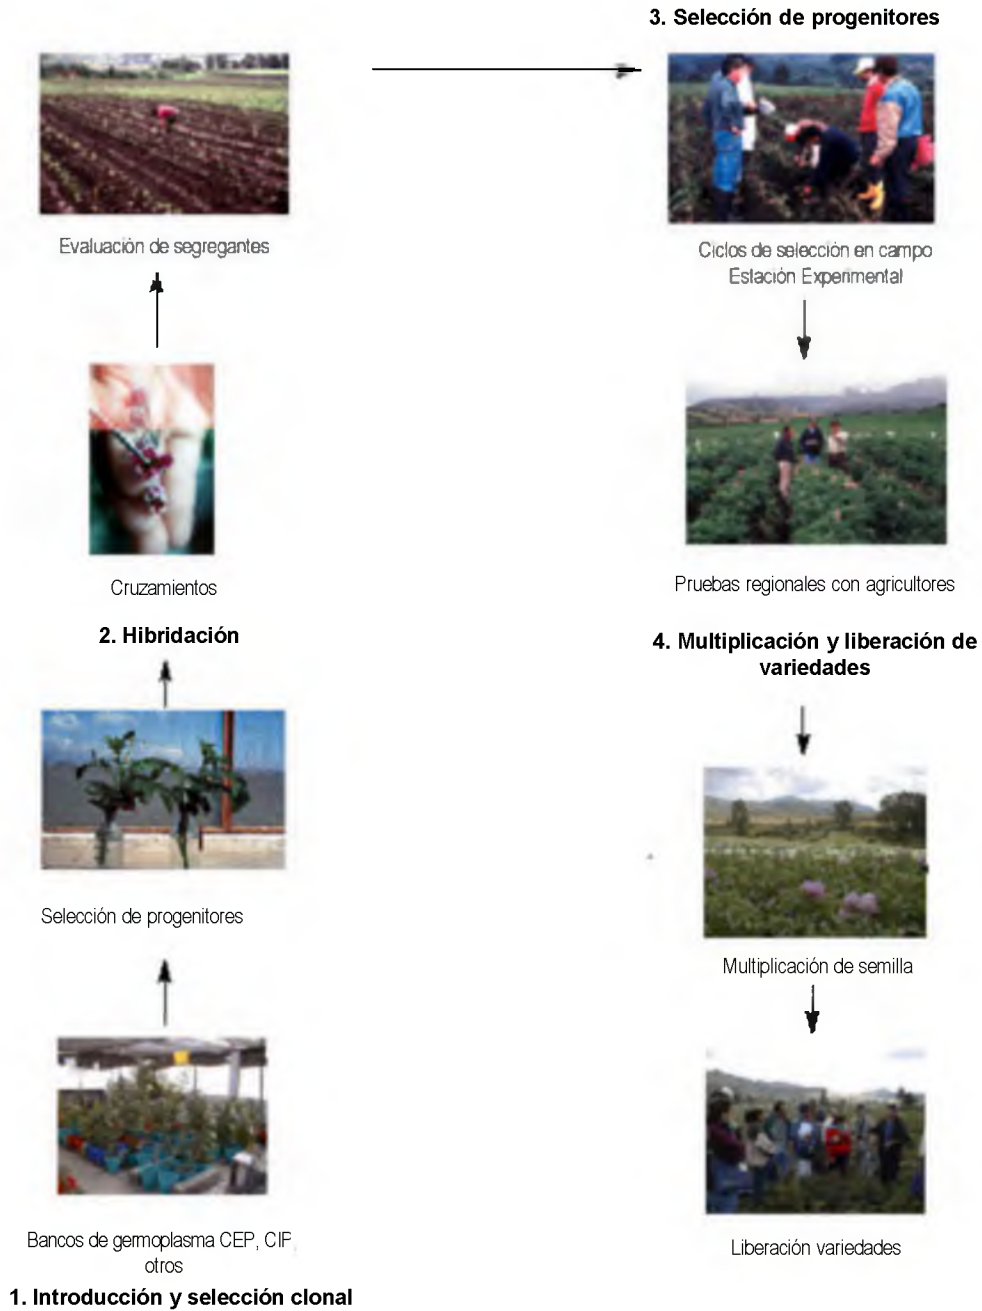 3. Selección de progenitores
Evaluación de segregantes
Ciclos de selección en campo
Estación Experimental
Cruzamientos
Pruebas regionales con agricultores
2. Hibridación
4. Multiplicación y liberación de
variedades
Selección de progenitores
Multiplicación de semilla
Bancos de germoplasma CEP, CIP,
otros
Liberación variedades
1. Introducción y selección clonal